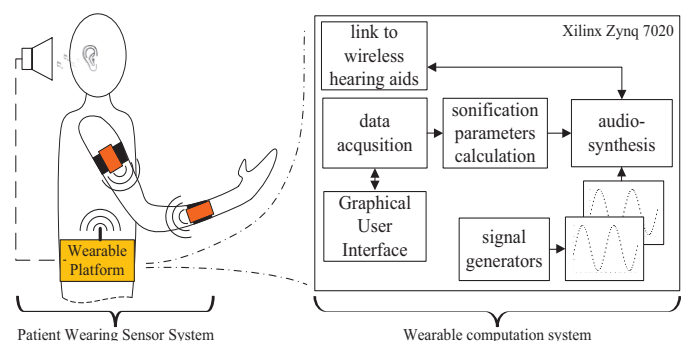 Xilinx Zynq 7020
link to
wireless
hearing aids
data
acqusition
sonification
parameters
calculation
audio-
synthesis
Graphical
User
Interface
signal
generators
Wearable
Platform
Patient Wearing Sensor System
Wearable computation system